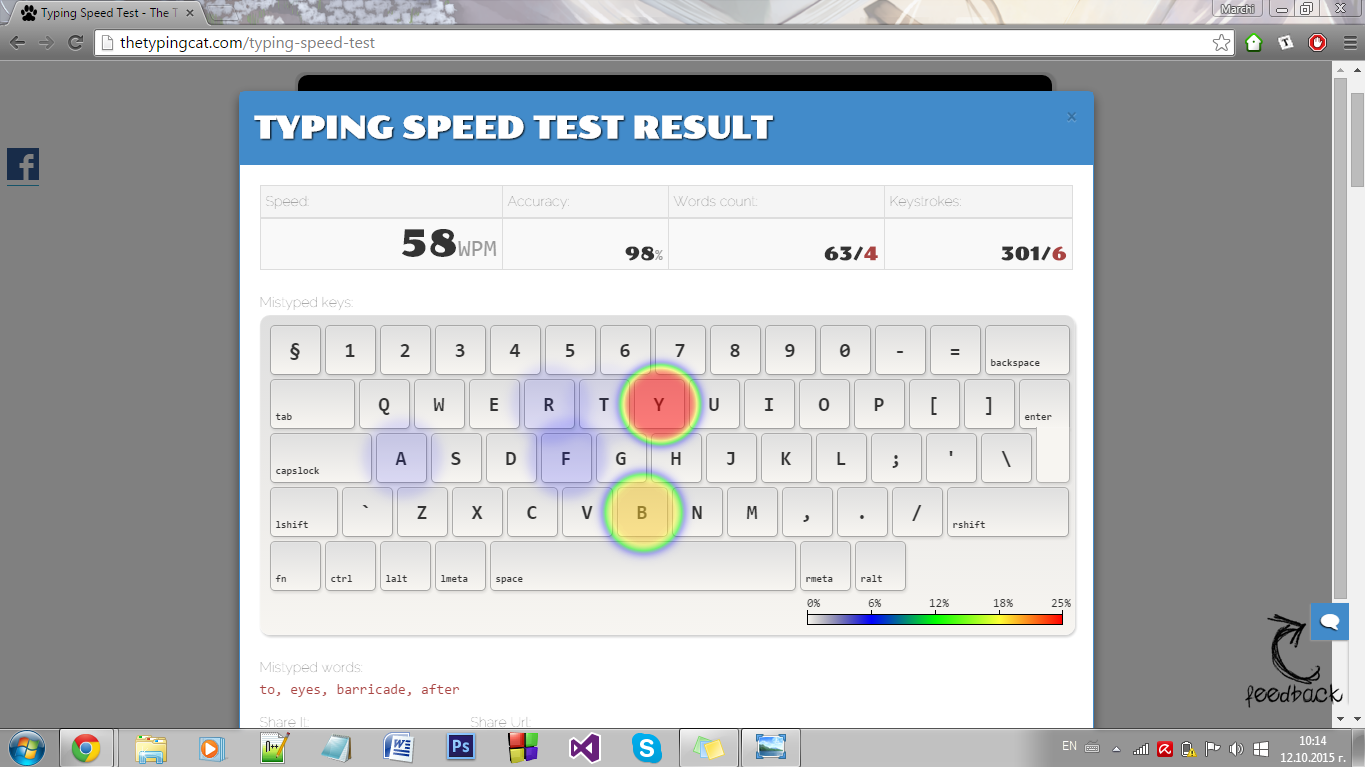 Typing Speed Test - The T
Marchi
thetypingcat.com/typing-speed-test
TYPING SPEED TEST RESULT
×
Speed: Accuracy: Words count: Keystrokes:
58WPM 98% 63/4 301/6
Mistyped keys:
§ 1 2 3 4 5 6 7 8 9 0 - = backspace
tab Q W E R T Y U I O P [ ] enter
capslock A S D F G H J K L ; ' \
lshift ` Z X C V B N M , . / rshift
fn ctrl lalt lmeta space rmeta ralt
0% 6% 12% 18% 25%
Mistyped words:
to, eyes, barricade, after
Share It: Share Url:
feedback
EN 10:14
12.10.2015 г.